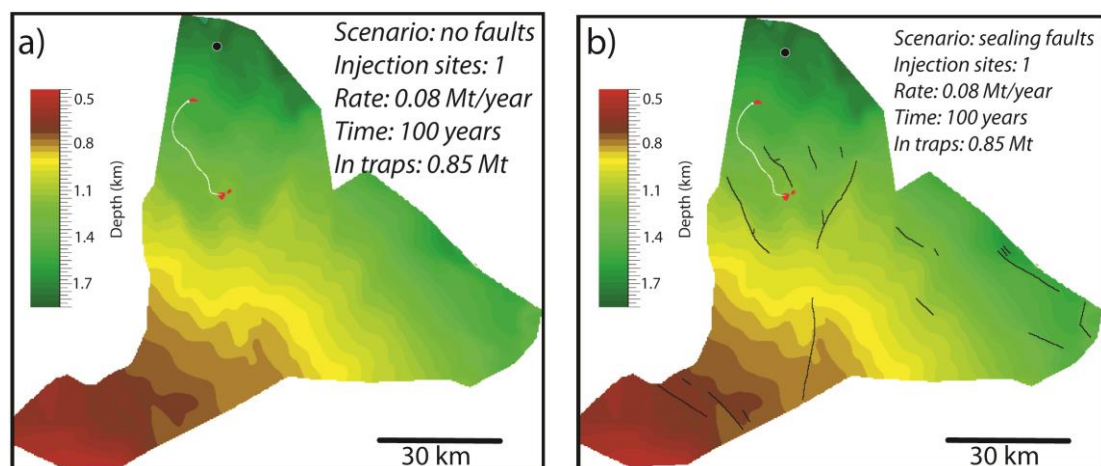 a)
Scenario: no faults
Injection sites: 1
Rate: 0.08 Mt/year
Time: 100 years
In traps: 0.85 Mt
0.5
0.8
1.1
1.4
1.7
Depth (km)
30 km
b)
Scenario: sealing faults
Injection sites: 1
Rate: 0.08 Mt/year
Time: 100 years
In traps: 0.85 Mt
0.5
0.8
1.1
1.4
1.7
Depth (km)
30 km